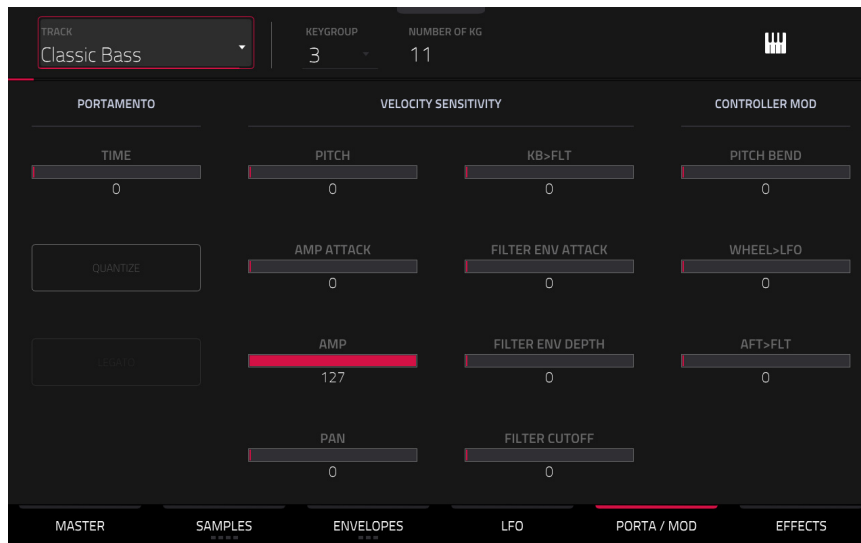 TRACK KEYGROUP NUMBER OF KG
Classic Bass 3 11
PORTAMENTO VELOCITY SENSITIVITY CONTROLLER MOD
TIME PITCH KB>FLT PITCH BEND
0 0 0 0
AMP ATTACK FILTER ENV ATTACK WHEEL>LFO
QUANTIZE
0 0 0
AMP FILTER ENV DEPTH AFT>FLT
LEGATO
127 0 0
PAN FILTER CUTOFF
0 0
MASTER SAMPLES ENVELOPES LFO PORTA / MOD EFFECTS